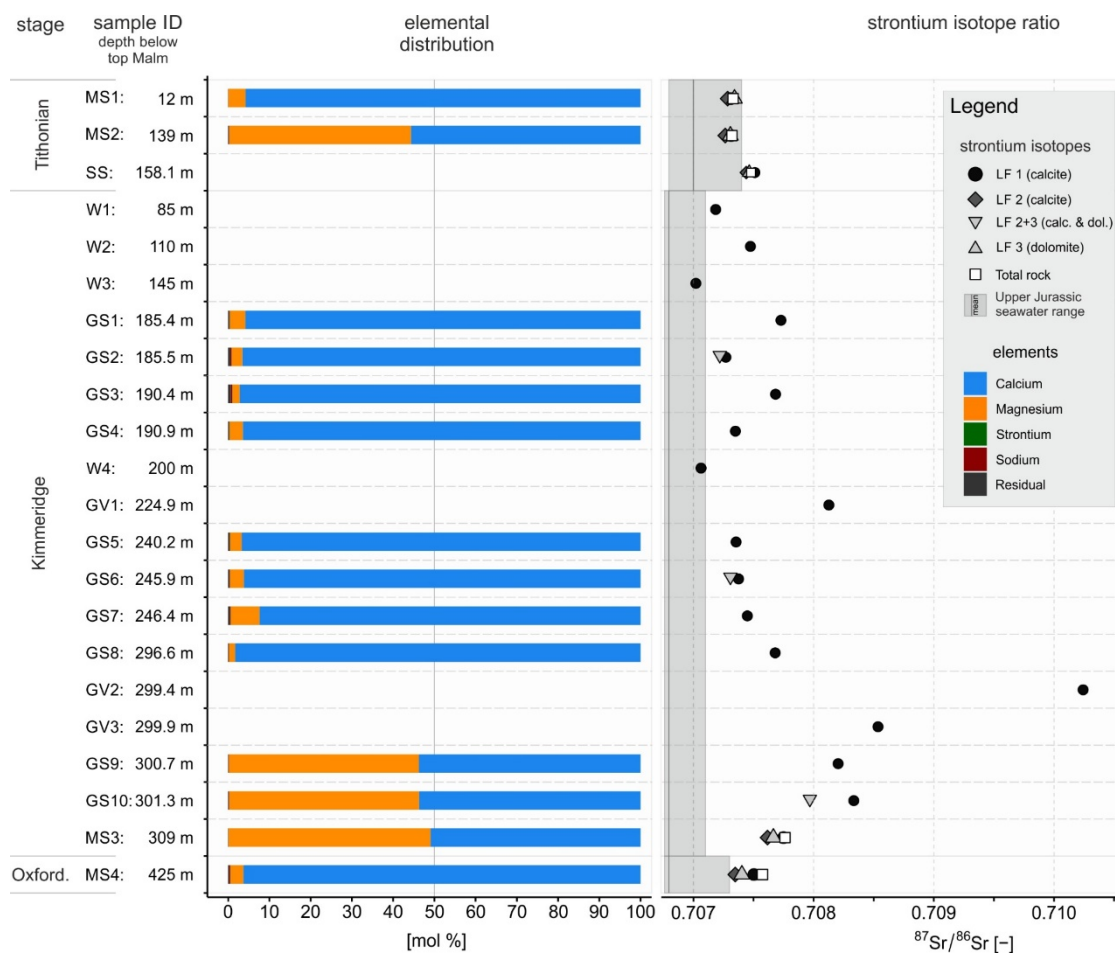 stage
sample ID
depth below
top Malm
elemental
distribution
strontium isotope ratio
Tithonian
MS1: 12 m
MS2: 139 m
SS: 158.1 m
Kimmeridge
W1: 85 m
W2: 110 m
W3: 145 m
GS1: 185.4 m
GS2: 185.5 m
GS3: 190.4 m
GS4: 190.9 m
W4: 200 m
GV1: 224.9 m
GS5: 240.2 m
GS6: 245.9 m
GS7: 246.4 m
GS8: 296.6 m
GV2: 299.4 m
GV3: 299.9 m
GS9: 300.7 m
GS10: 301.3 m
MS3: 309 m
Oxford. MS4: 425 m
0 10 20 30 40 50 60 70 80 90 100
[mol %]
0.707 0.708 0.709 0.710
⁸⁷Sr/⁸⁶Sr [–]
Legend
strontium isotopes
LF 1 (calcite)
LF 2 (calcite)
LF 2+3 (calc. & dol.)
LF 3 (dolomite)
Total rock
mean
Upper Jurassic
seawater range
elements
Calcium
Magnesium
Strontium
Sodium
Residual